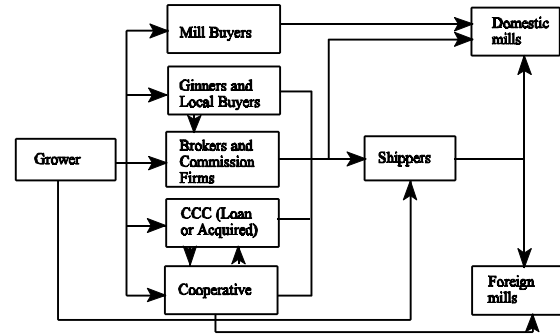 Mill Buyers
Domestic
mills
Ginners and
Local Buyers
Brokers and
Commission
Firms
Grower
Shippers
CCC (Loan
or Acquired)
Cooperative
Foreign
mills